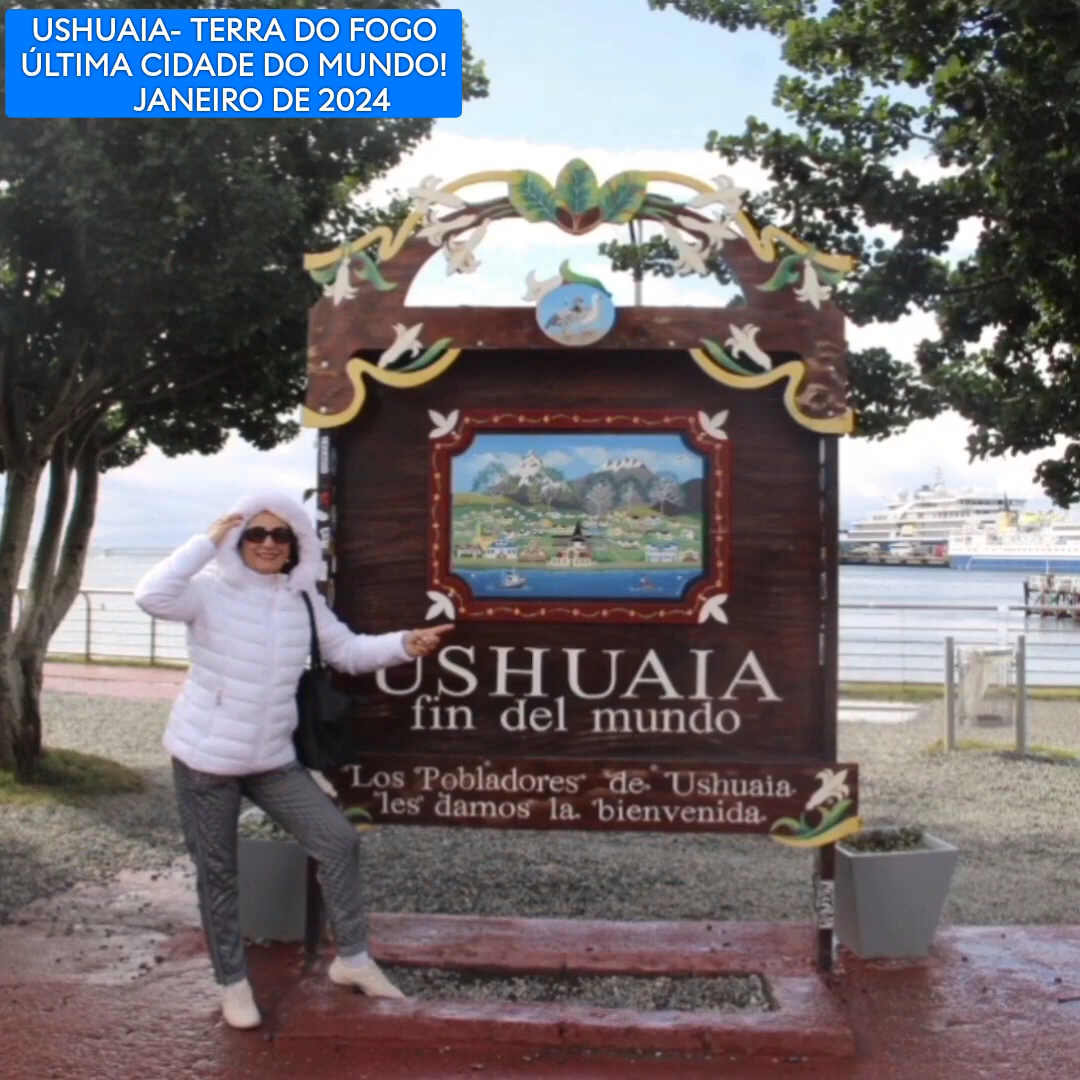 USHUAIA- TERRA DO FOGO
ÚLTIMA CIDADE DO MUNDO!
JANEIRO DE 2024
USHUAIA
fin del mundo
Los Pobladores de Ushuaia
les damos la bienvenida.